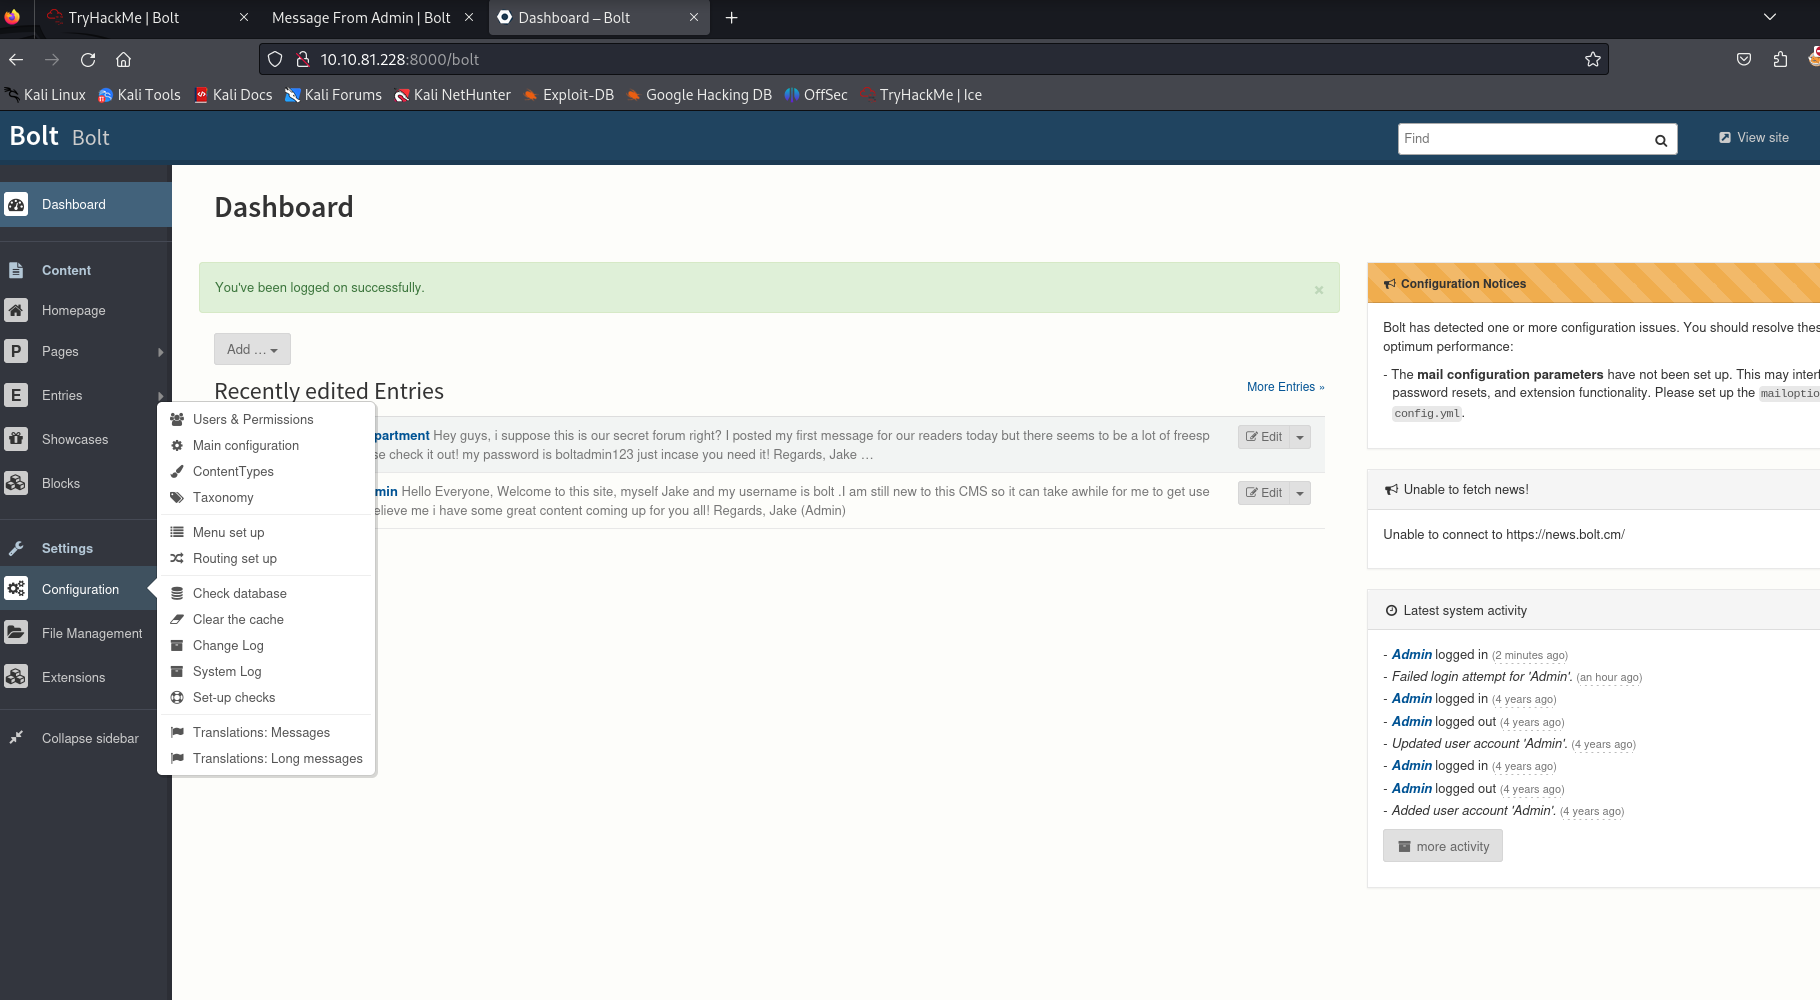 TryHackMe | Bolt
Message From Admin | Bolt
Dashboard – Bolt
10.10.81.228:8000/bolt
Kali Linux
Kali Tools
Kali Docs
Kali Forums
Kali NetHunter
Exploit-DB
Google Hacking DB
OffSec
TryHackMe | Ice
Bolt Bolt
Find
View site
Dashboard
Content
Homepage
P Pages
E Entries
Showcases
Blocks
Settings
Configuration
File Management
Extensions
Collapse sidebar
Users & Permissions
Main configuration
ContentTypes
Taxonomy
Menu set up
Routing set up
Check database
Clear the cache
Change Log
System Log
Set-up checks
Translations: Messages
Translations: Long messages
Dashboard
You've been logged on successfully.
×
Add ...
Recently edited Entries
More Entries »
partment Hey guys, i suppose this is our secret forum right? I posted my first message for our readers today but there seems to be a lot of freesp
se check it out! my password is boltadmin123 just incase you need it! Regards, Jake …
Edit
min Hello Everyone, Welcome to this site, myself Jake and my username is bolt .I am still new to this CMS so it can take awhile for me to get use
elieve me i have some great content coming up for you all! Regards, Jake (Admin)
Edit
Configuration Notices
Bolt has detected one or more configuration issues. You should resolve thes
optimum performance:
- The mail configuration parameters have not been set up. This may interf
password resets, and extension functionality. Please set up the mailoptio
config.yml.
Unable to fetch news!
Unable to connect to https://news.bolt.cm/
Latest system activity
- Admin logged in (2 minutes ago)
- Failed login attempt for 'Admin'. (an hour ago)
- Admin logged in (4 years ago)
- Admin logged out (4 years ago)
- Updated user account 'Admin'. (4 years ago)
- Admin logged in (4 years ago)
- Admin logged out (4 years ago)
- Added user account 'Admin'. (4 years ago)
more activity